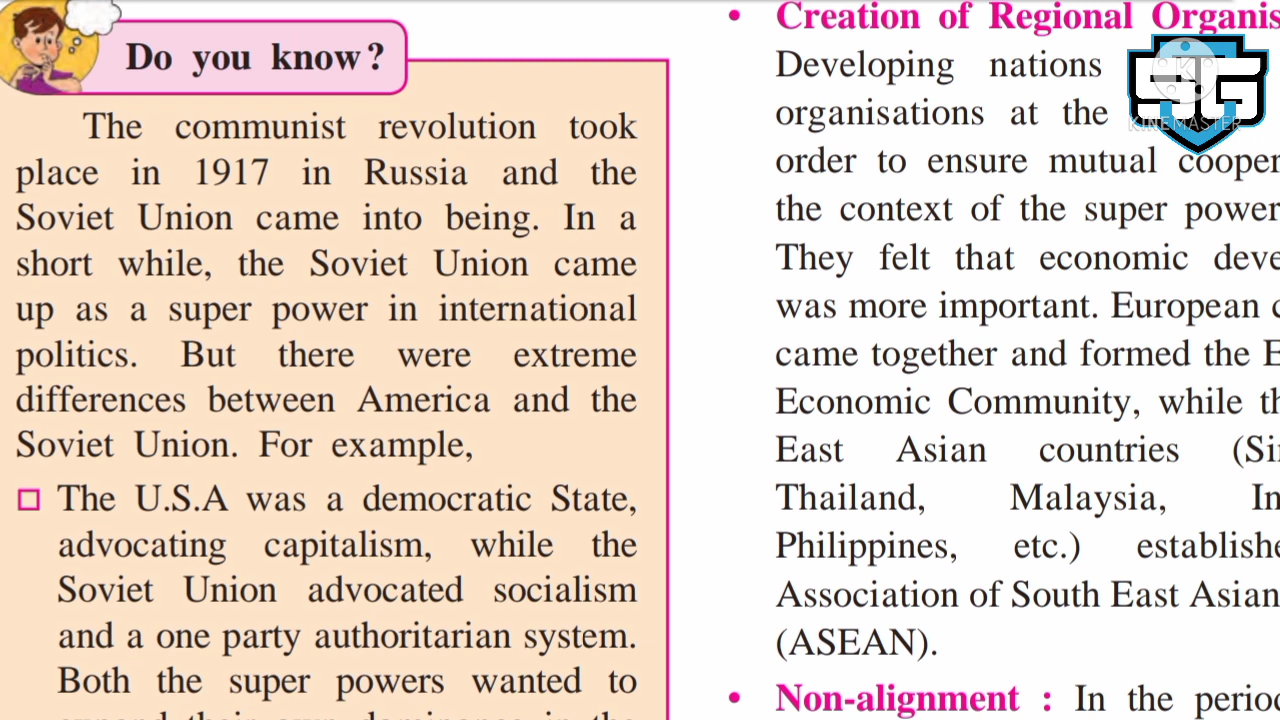 Do you know?
The communist revolution took
place in 1917 in Russia and the
Soviet Union came into being. In a
short while, the Soviet Union came
up as a super power in international
politics. But there were extreme
differences between America and the
Soviet Union. For example,
The U.S.A was a democratic State,
advocating capitalism, while the
Soviet Union advocated socialism
and a one party authoritarian system.
Both the super powers wanted to
• Creation of Regional
Developing nations
organisations at the
order to ensure mutual
the context of the super
They felt that economic
was more important. European
came together and formed the
Economic Community, while
East Asian countries
Thailand, Malaysia,
Philippines, etc.)
Association of South East Asian
(ASEAN).
• Non-alignment : In the
SG
KINEMASTER